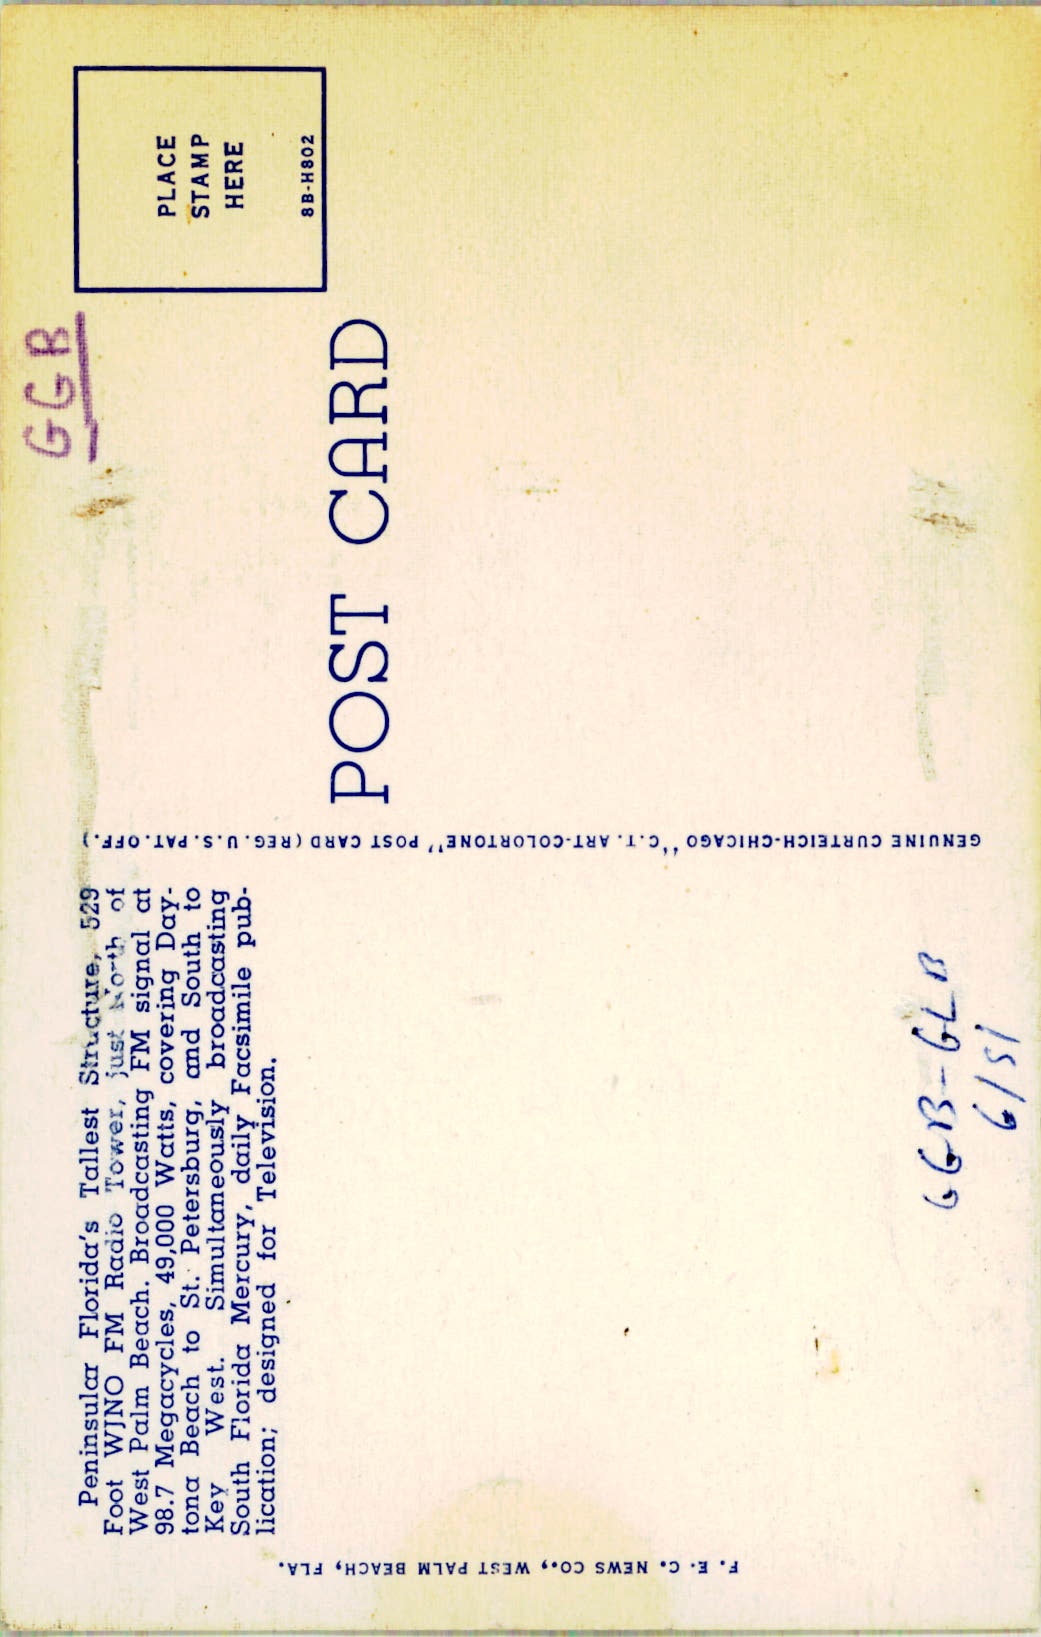 Peninsular Florida's Tallest Structure, 529
Foot WJNO FM Radio Tower, just North of
West Palm Beach. Broadcasting FM signal at
98.7 Megacycles, 49,000 Watts, covering Day-
tona Beach to St. Petersburg, and South to
Key West. Simultaneously broadcasting
South Florida Mercury, daily Facsimile pub-
lication; designed for Television.
F. E. C. NEWS CO., WEST PALM BEACH, FLA.
GENUINE CURTEICH-CHICAGO "C.T. ART-COLORTONE" POST CARD (REG. U.S. PAT. OFF.)
POST CARD
GGB
PLACE
STAMP
HERE
8B-H802
GGB-GLB
6/51